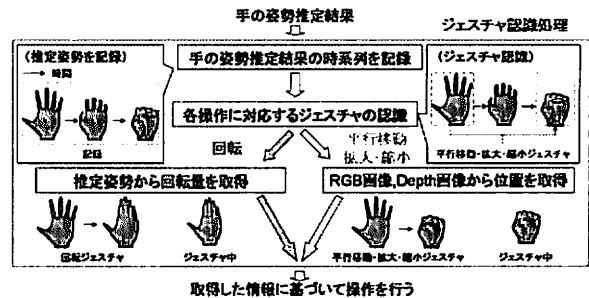 手の姿勢推定結果
ジェスチャ認識処理
（推定姿勢を記録）
時間
記録
手の姿勢推定結果の時系列を記録
（ジェスチャ認識）
平行移動・拡大・縮小ジェスチャ
各操作に対応するジェスチャの認識
回転
平行移動
拡大・縮小
推定姿勢から回転量を取得
RGB画像,Depth画像から位置を取得
回転ジェスチャ
ジェスチャ中
平行移動・拡大・縮小ジェスチャ
ジェスチャ中
取得した情報に基づいて操作を行う